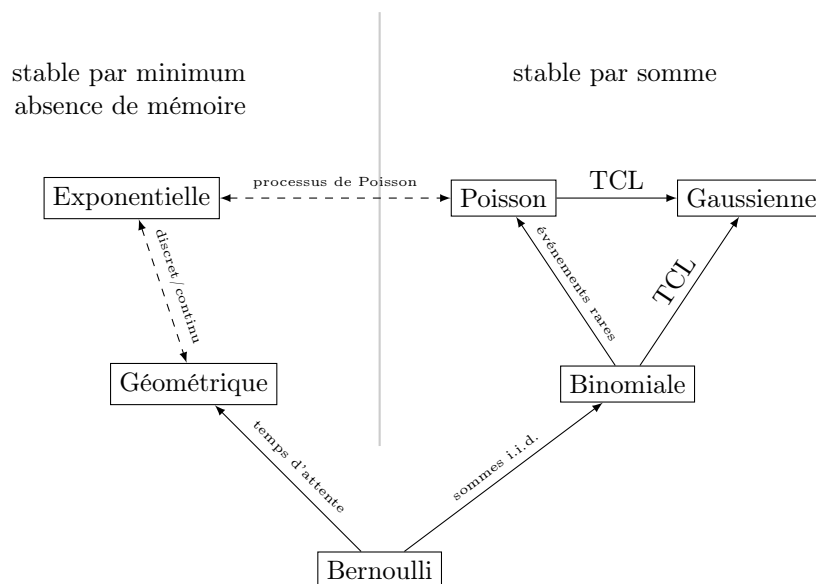 stable par minimum
absence de mémoire
stable par somme
Exponentielle
processus de Poisson
Poisson
TCL
Gaussienne
discret/continu
événements rares
TCL
Géométrique
Binomiale
temps d'attente
sommes i.i.d.
Bernoulli